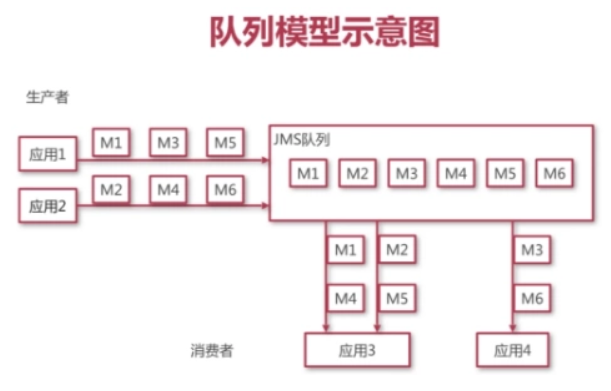 队列模型示意图
生产者
应用1 M1 M3 M5
应用2 M2 M4 M6
JMS队列
M1 M2 M3 M4 M5 M6
M1 M2 M3
M4 M5 M6
消费者 应用3 应用4